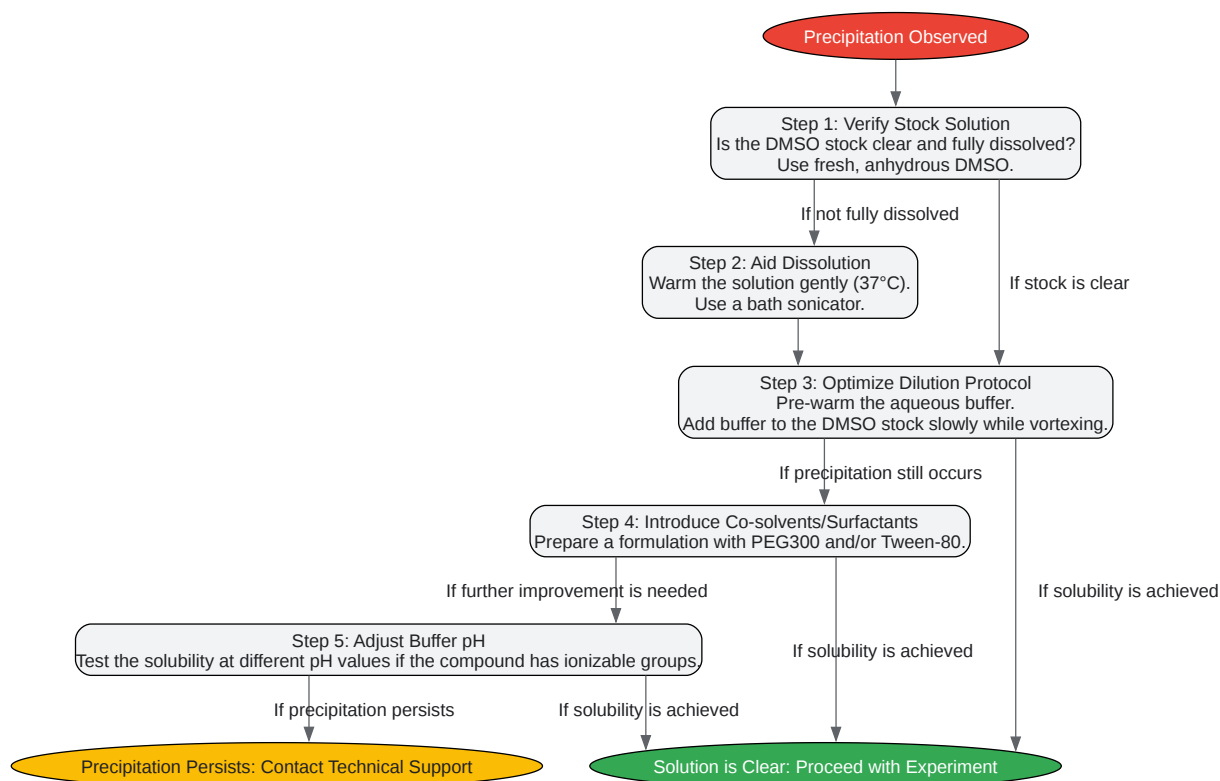 Precipitation Observed
Step 1: Verify Stock Solution
Is the DMSO stock clear and fully dissolved?
Use fresh, anhydrous DMSO.
If not fully dissolved
Step 2: Aid Dissolution
Warm the solution gently (37°C).
Use a bath sonicator.
If stock is clear
Step 3: Optimize Dilution Protocol
Pre-warm the aqueous buffer.
Add buffer to the DMSO stock slowly while vortexing.
If precipitation still occurs
Step 4: Introduce Co-solvents/Surfactants
Prepare a formulation with PEG300 and/or Tween-80.
If further improvement is needed
If solubility is achieved
Step 5: Adjust Buffer pH
Test the solubility at different pH values if the compound has ionizable groups.
If solubility is achieved
If precipitation persists
If solubility is achieved
Precipitation Persists: Contact Technical Support
Solution is Clear: Proceed with Experiment